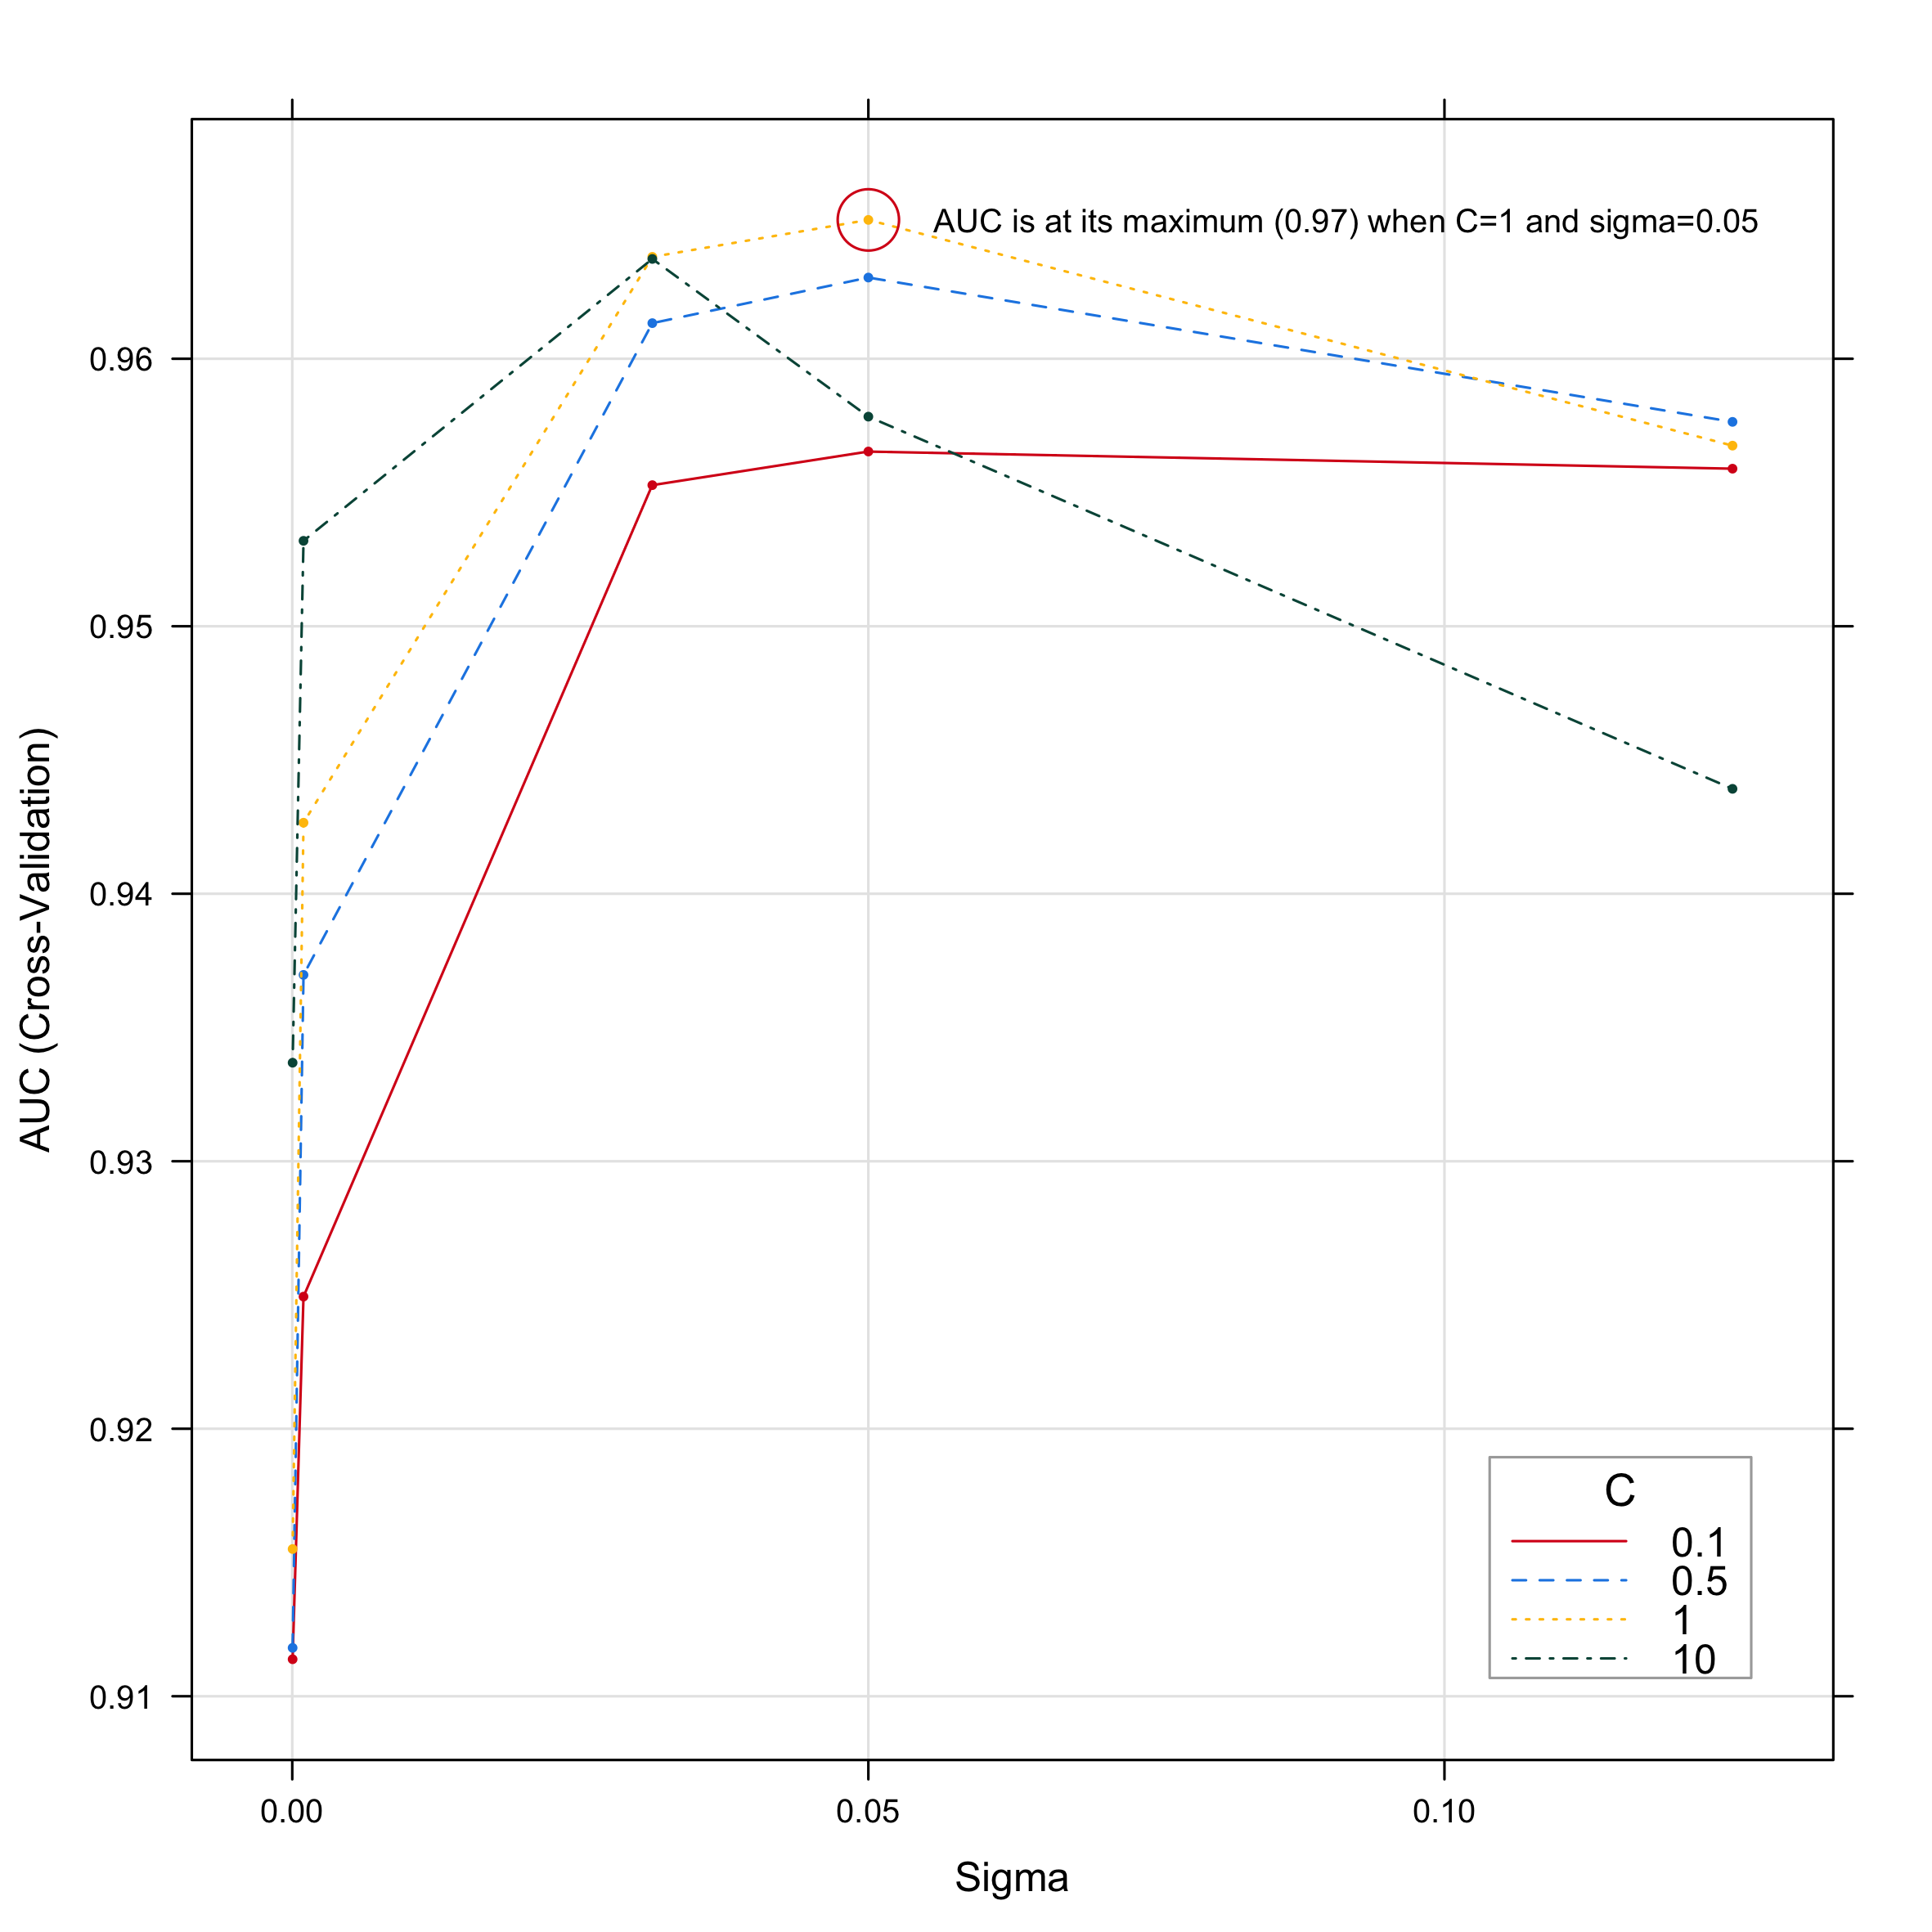 AUC is at its maximum (0.97) when C=1 and sigma=0.05
0.96
0.95
0.94
0.93
0.92
0.91
AUC (Cross-Validation)
C
0.1
0.5
1
10
0.00 0.05 0.10
Sigma